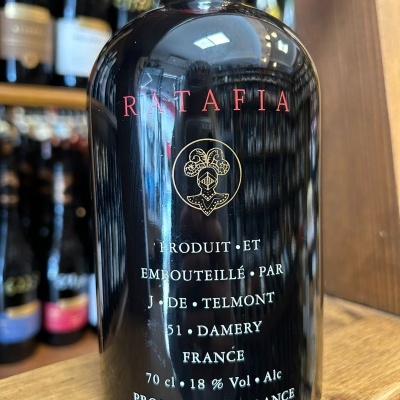 RATAFIA
PRODUIT • ET
EMBOUTEILLÉ • PAR
J • DE • TELMONT
51 • DAMERY
FRANCE
70 cl • 18 % Vol • Alc